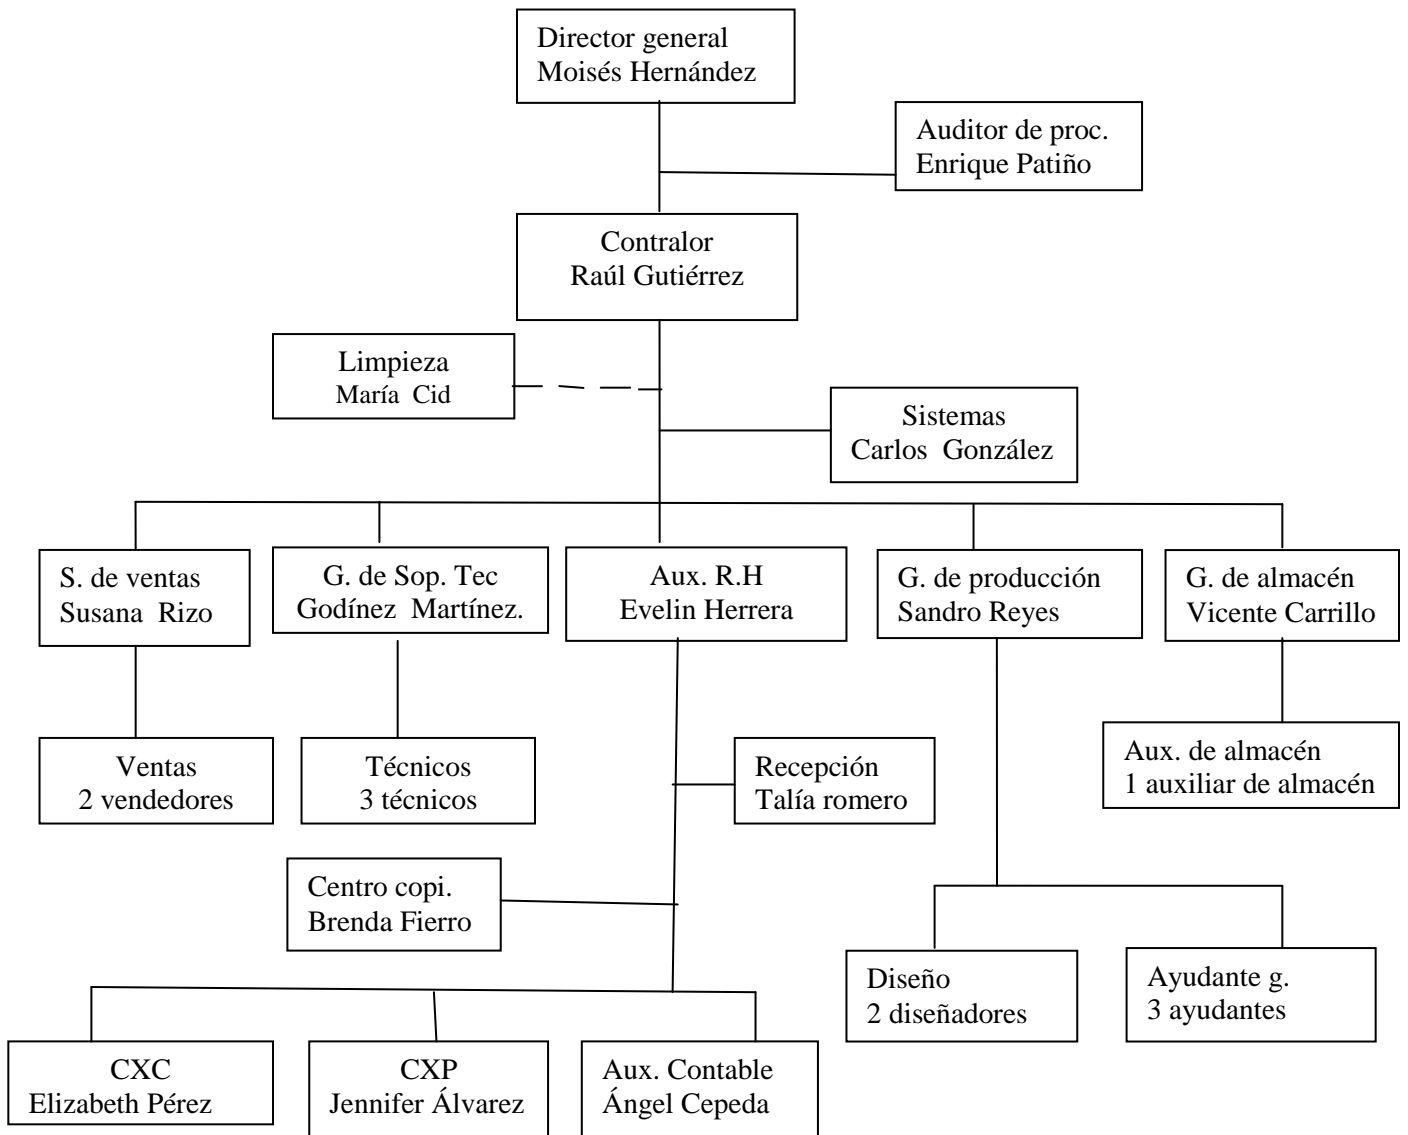 Director general
Moisés Hernández
Auditor de proc.
Enrique Patiño
Contralor
Raúl Gutiérrez
Limpieza
María Cid
Sistemas
Carlos González
S. de ventas
Susana Rizo
G. de Sop. Tec
Godínez Martínez.
Aux. R.H
Evelin Herrera
G. de producción
Sandro Reyes
G. de almacén
Vicente Carrillo
Ventas
2 vendedores
Técnicos
3 técnicos
Recepción
Talía romero
Aux. de almacén
1 auxiliar de almacén
Centro copi.
Brenda Fierro
Diseño
2 diseñadores
Ayudante g.
3 ayudantes
CXC
Elizabeth Pérez
CXP
Jennifer Álvarez
Aux. Contable
Ángel Cepeda